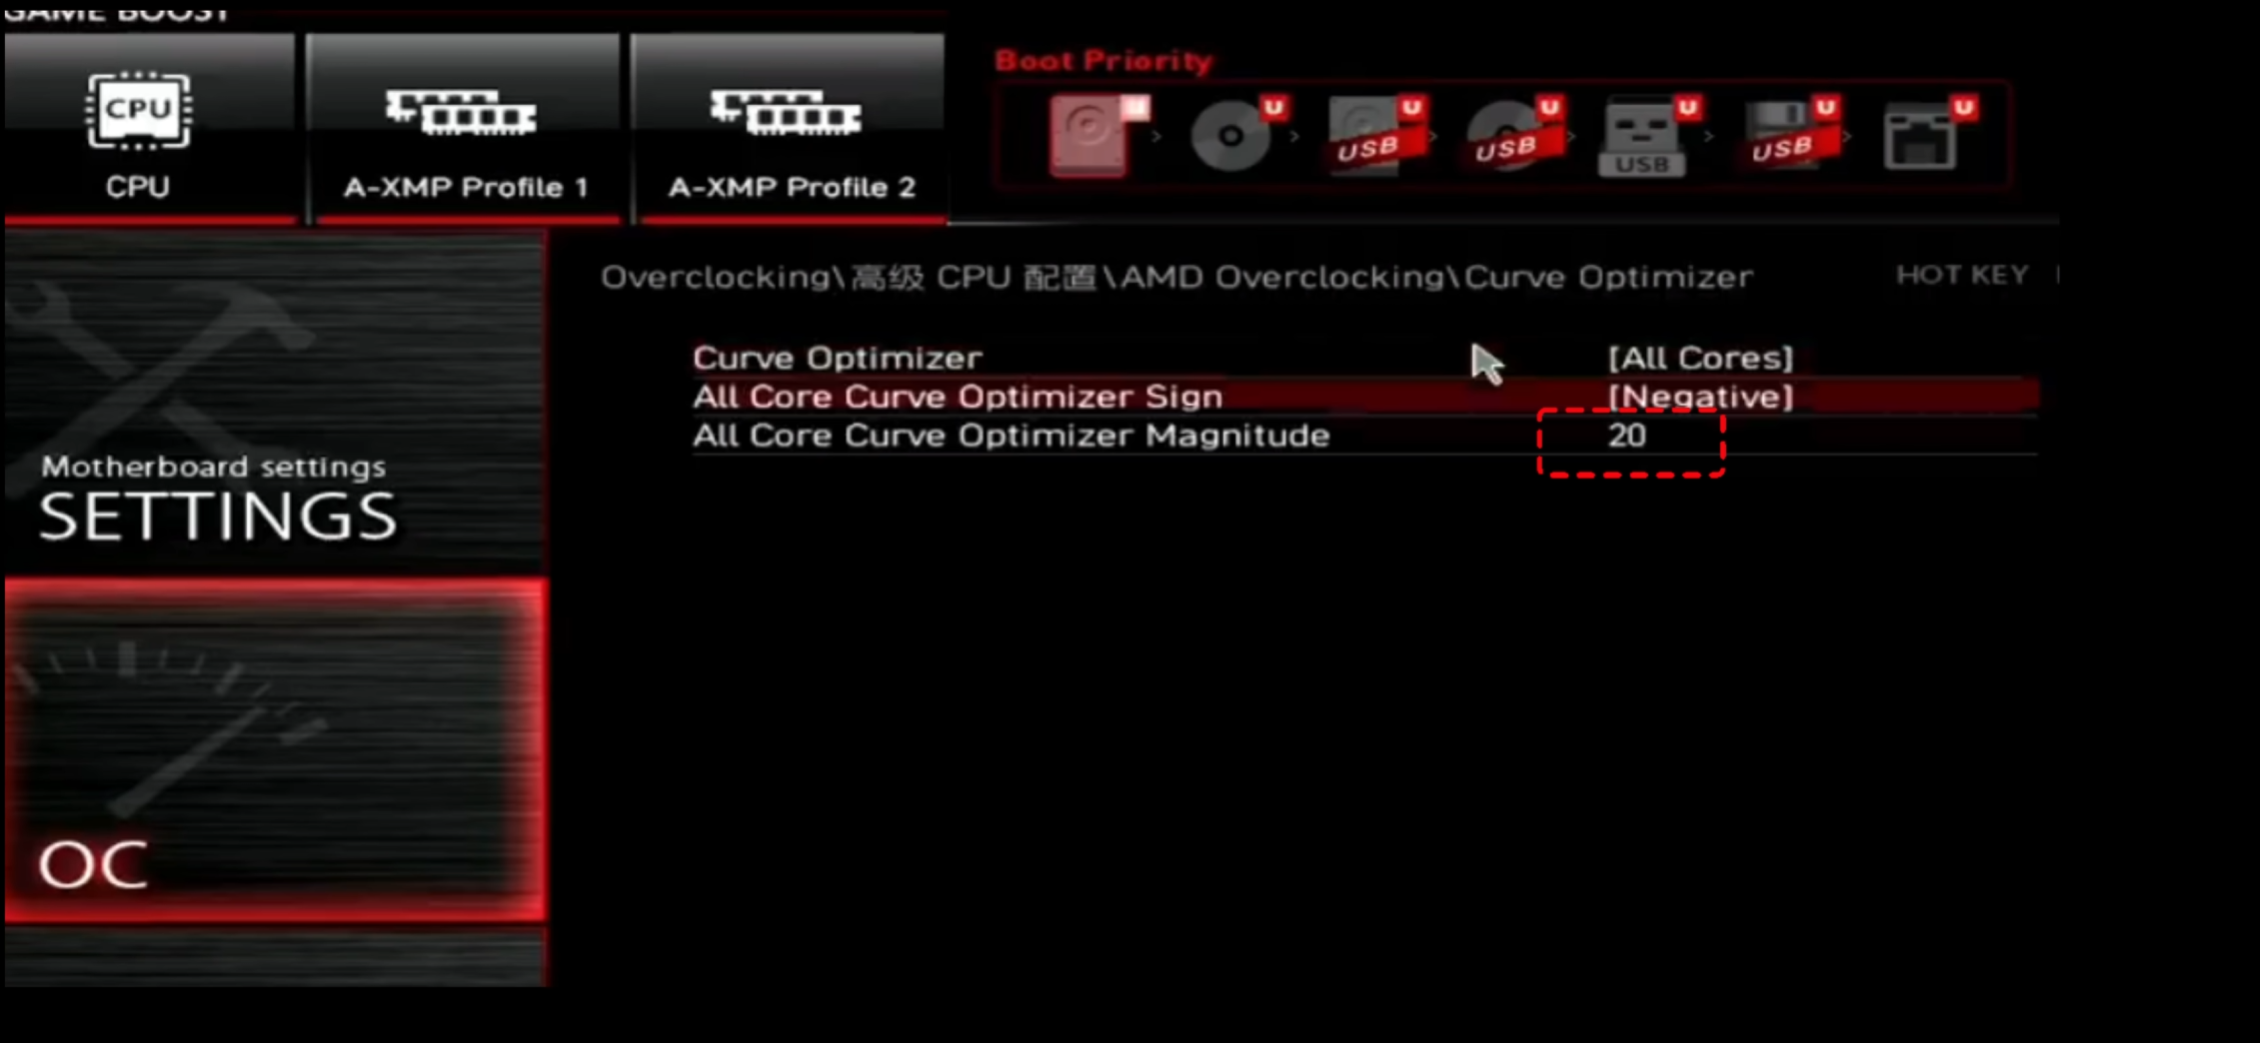 GAME BOOST
CPU
CPU
A-XMP Profile 1
A-XMP Profile 2
Boot Priority
U
U
U
U
U
U
USB
USB
USB
USB
Overclocking\高级 CPU 配置\AMD Overclocking\Curve Optimizer
HOT KEY
Curve Optimizer [All Cores]
All Core Curve Optimizer Sign [Negative]
All Core Curve Optimizer Magnitude 20
Motherboard settings
SETTINGS
OC